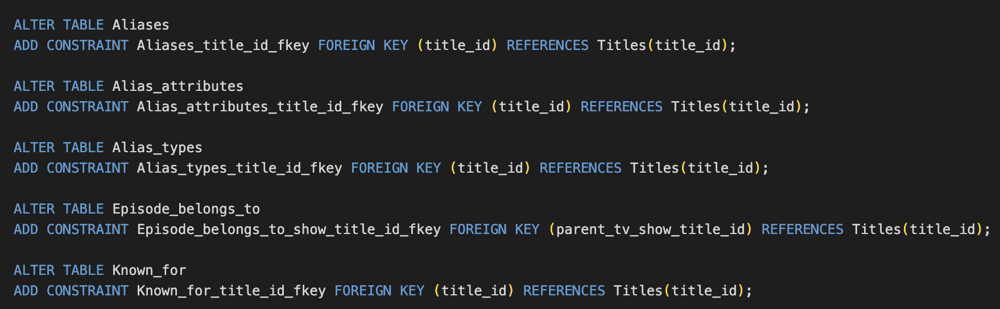 ALTER TABLE Aliases
ADD CONSTRAINT Aliases_title_id_fkey FOREIGN KEY (title_id) REFERENCES Titles(title_id);
ALTER TABLE Alias_attributes
ADD CONSTRAINT Alias_attributes_title_id_fkey FOREIGN KEY (title_id) REFERENCES Titles(title_id);
ALTER TABLE Alias_types
ADD CONSTRAINT Alias_types_title_id_fkey FOREIGN KEY (title_id) REFERENCES Titles(title_id);
ALTER TABLE Episode_belongs_to
ADD CONSTRAINT Episode_belongs_to_show_title_id_fkey FOREIGN KEY (parent_tv_show_title_id) REFERENCES Titles(title_id);
ALTER TABLE Known_for
ADD CONSTRAINT Known_for_title_id_fkey FOREIGN KEY (title_id) REFERENCES Titles(title_id);